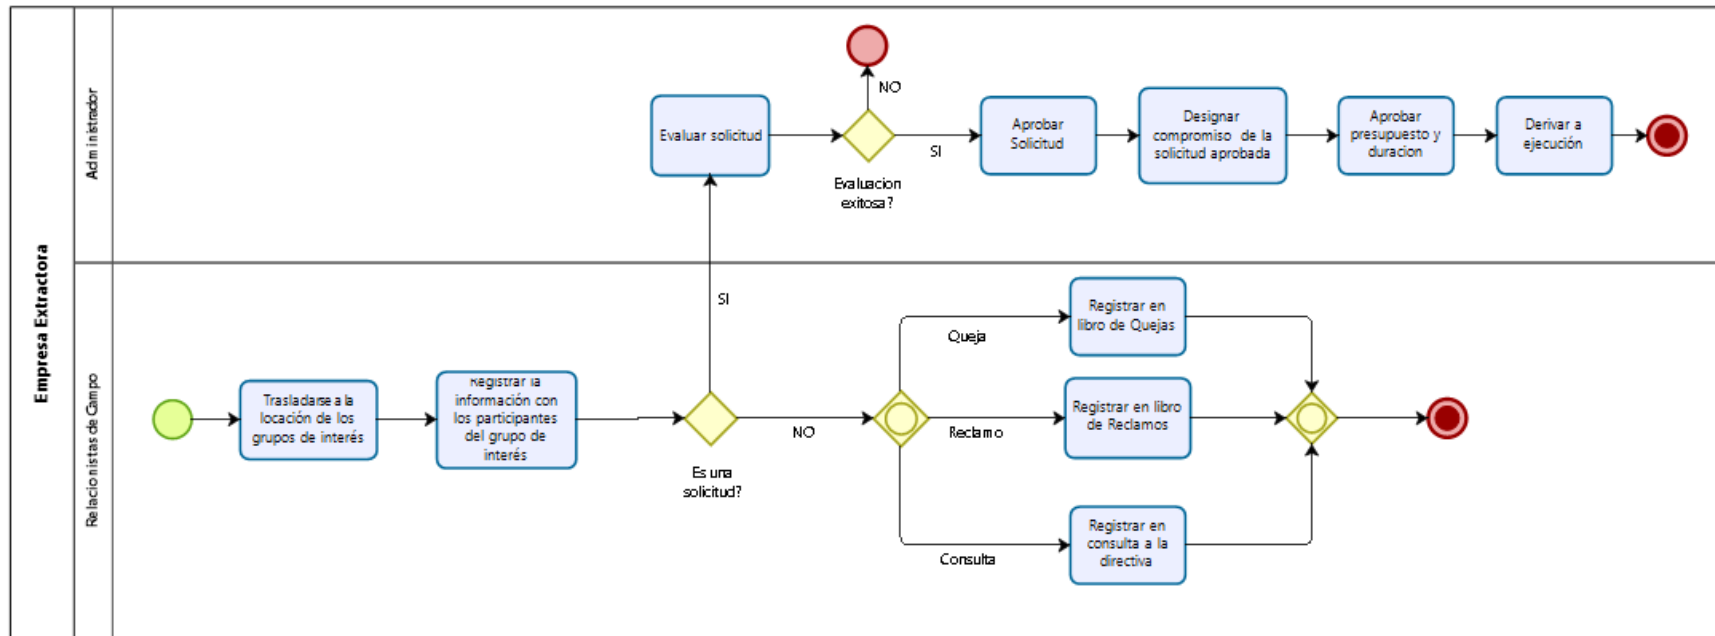 Empresa Extractora
Administrador
Evaluar solicitud
NO
SI
Evaluacion
exitosa?
Aprobar
Solicitud
Designar
compromiso de la
solicitud aprobada
Aprobar
presupuesto y
duracion
Derivar a
ejecución
Relacionistas de Campo
Trasladarse a la
locación de los
grupos de interés
Registrar la
información con
los participantes
del grupo de
interés
SI
NO
Es una
solicitud?
Queja
Reclamo
Consulta
Registrar en
libro de Quejas
Registrar en libro
de Reclamos
Registrar en
consulta a la
directiva